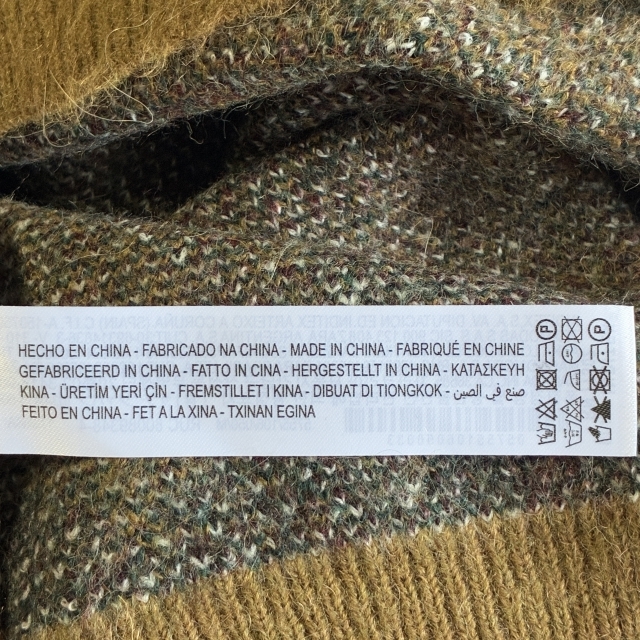 HECHO EN CHINA - FABRICADO NA CHINA - MADE IN CHINA - FABRIQUÉ EN CHINE
GEFABRICEERD IN CHINA - FATTO IN CINA - HERGESTELLT IN CHINA - ΚΑΤΑΣΚΕΥΗ
KINA - ÜRETİM YERİ ÇİN - FREMSTILLET I KINA - DIBUAT DI TIONGKOK - صنع في الصين
FEITO EN CHINA - FET A LA XINA - TXINAN EGINA